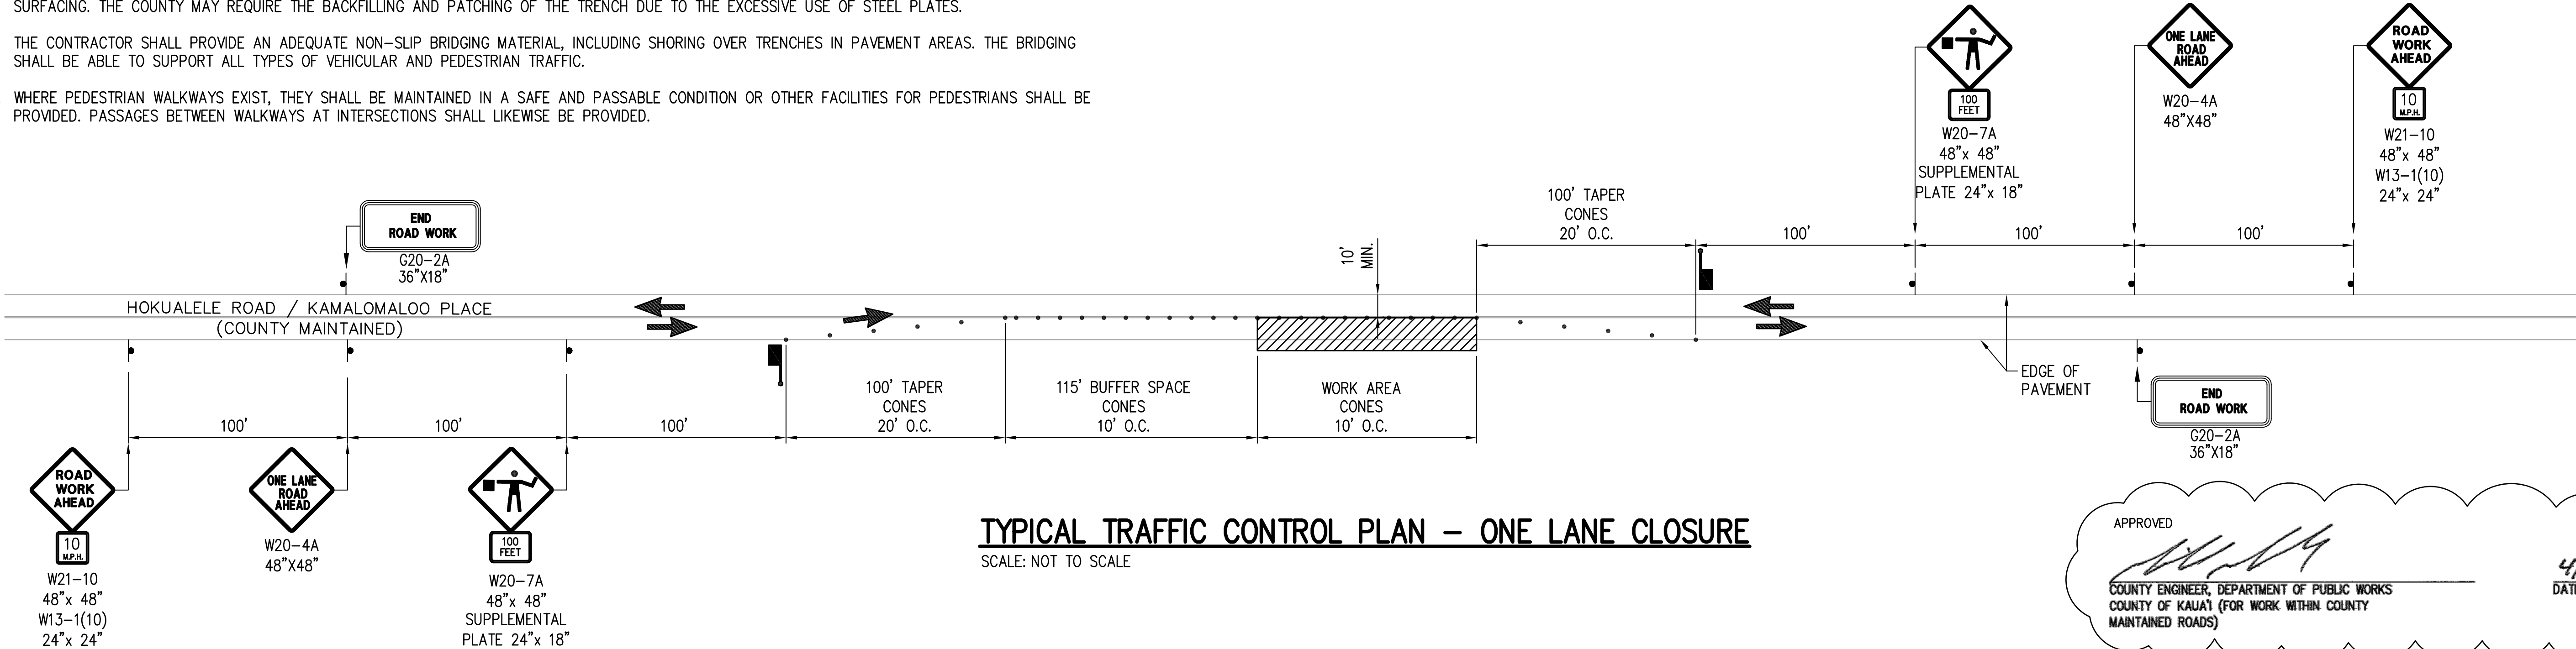 SURFACING. THE COUNTY MAY REQUIRE THE BACKFILLING AND PATCHING OF THE TRENCH DUE TO THE EXCESSIVE USE OF STEEL PLATES.
THE CONTRACTOR SHALL PROVIDE AN ADEQUATE NON-SLIP BRIDGING MATERIAL, INCLUDING SHORING OVER TRENCHES IN PAVEMENT AREAS. THE BRIDGING
SHALL BE ABLE TO SUPPORT ALL TYPES OF VEHICULAR AND PEDESTRIAN TRAFFIC.
WHERE PEDESTRIAN WALKWAYS EXIST, THEY SHALL BE MAINTAINED IN A SAFE AND PASSABLE CONDITION OR OTHER FACILITIES FOR PEDESTRIANS SHALL BE
PROVIDED. PASSAGES BETWEEN WALKWAYS AT INTERSECTIONS SHALL LIKEWISE BE PROVIDED.
100
FEET
W20-7A
48"x 48"
SUPPLEMENTAL
PLATE 24"x 18"
ONE LANE
ROAD
AHEAD
W20-4A
48"X48"
ROAD
WORK
AHEAD
10
M.P.H.
W21-10
48"x 48"
W13-1(10)
24"x 24"
END
ROAD WORK
G20-2A
36"X18"
10'
MIN.
100' TAPER
CONES
20' O.C.
100'
100'
100'
HOKUALELE ROAD / KAMALOMALOO PLACE
(COUNTY MAINTAINED)
EDGE OF
PAVEMENT
END
ROAD WORK
G20-2A
36"X18"
100'
100'
100'
100' TAPER
CONES
20' O.C.
115' BUFFER SPACE
CONES
10' O.C.
WORK AREA
CONES
10' O.C.
ROAD
WORK
AHEAD
10
M.P.H.
W21-10
48"x 48"
W13-1(10)
24"x 24"
ONE LANE
ROAD
AHEAD
W20-4A
48"X48"
100
FEET
W20-7A
48"x 48"
SUPPLEMENTAL
PLATE 24"x 18"
TYPICAL TRAFFIC CONTROL PLAN - ONE LANE CLOSURE
SCALE: NOT TO SCALE
APPROVED
COUNTY ENGINEER, DEPARTMENT OF PUBLIC WORKS
COUNTY OF KAUA'I (FOR WORK WITHIN COUNTY
MAINTAINED ROADS)